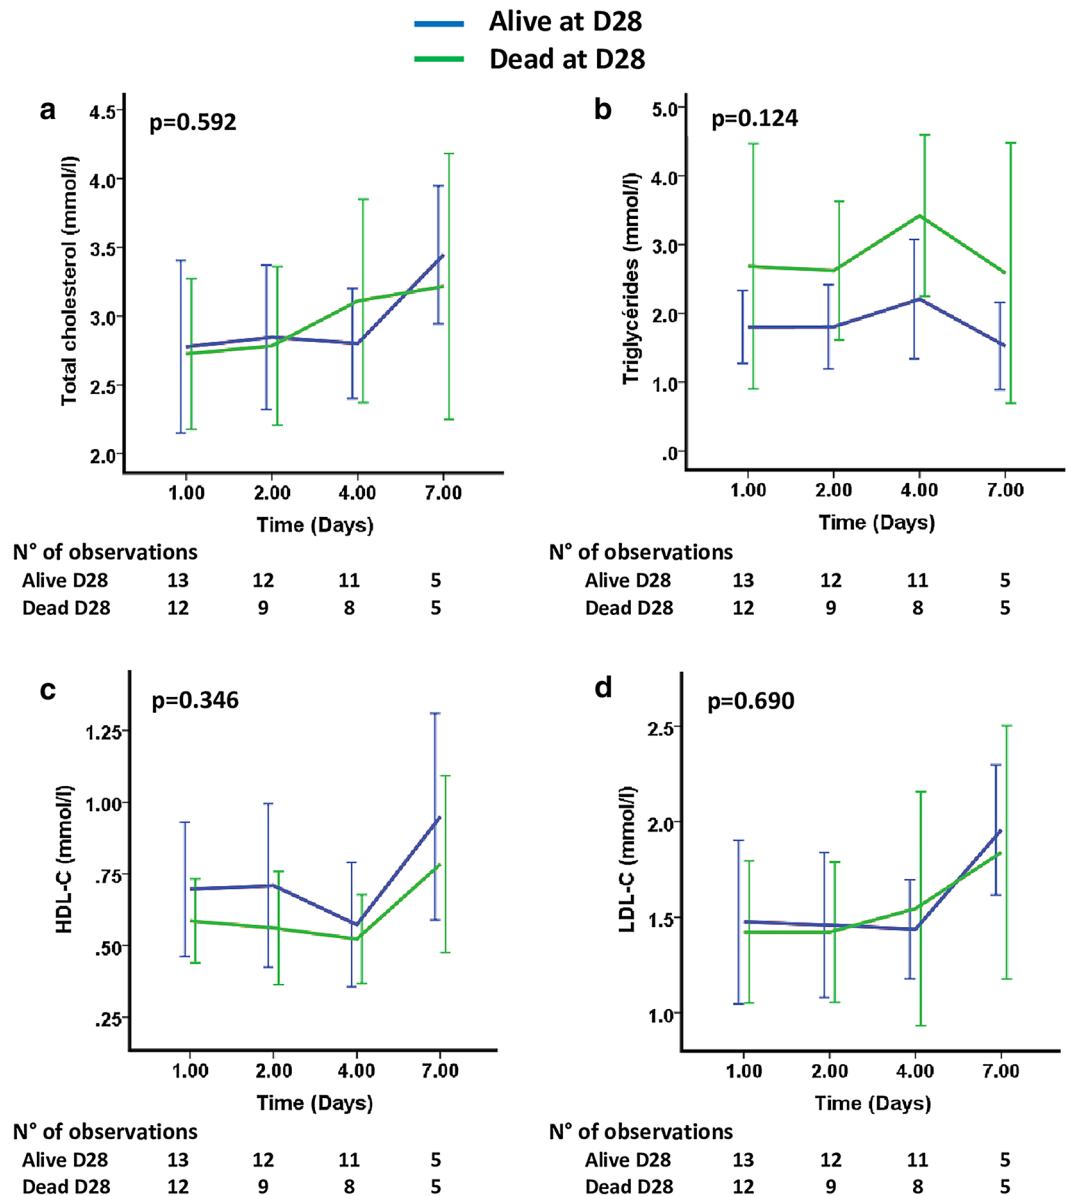 Alive at D28
Dead at D28
a
p=0.592
4.5
4.0
3.5
3.0
2.5
2.0
Total cholesterol (mmol/l)
1.00 2.00 4.00 7.00
Time (Days)
N° of observations
Alive D28 13 12 11 5
Dead D28 12 9 8 5
b
p=0.124
5.0
4.0
3.0
2.0
1.0
.0
Triglycérides (mmol/l)
1.00 2.00 4.00 7.00
Time (Days)
N° of observations
Alive D28 13 12 11 5
Dead D28 12 9 8 5
c
p=0.346
1.25
1.00
.75
.50
.25
HDL-C (mmol/l)
1.00 2.00 4.00 7.00
Time (Days)
N° of observations
Alive D28 13 12 11 5
Dead D28 12 9 8 5
d
p=0.690
2.5
2.0
1.5
1.0
LDL-C (mmol/l)
1.00 2.00 4.00 7.00
Time (Days)
N° of observations
Alive D28 13 12 11 5
Dead D28 12 9 8 5